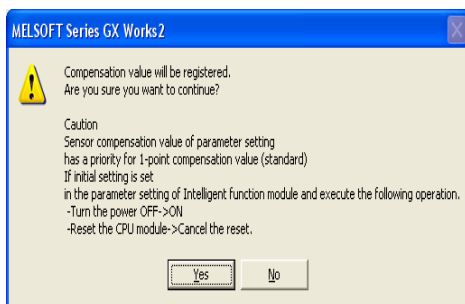 MELSOFT Series GX Works2
Compensation value will be registered.
Are you sure you want to continue?
Caution
Sensor compensation value of parameter setting
has a priority for 1-point compensation value (standard)
If initial setting is set
in the parameter setting of Intelligent function module and execute the following operation.
-Turn the power OFF->ON
-Reset the CPU module->Cancel the reset.
Yes
No